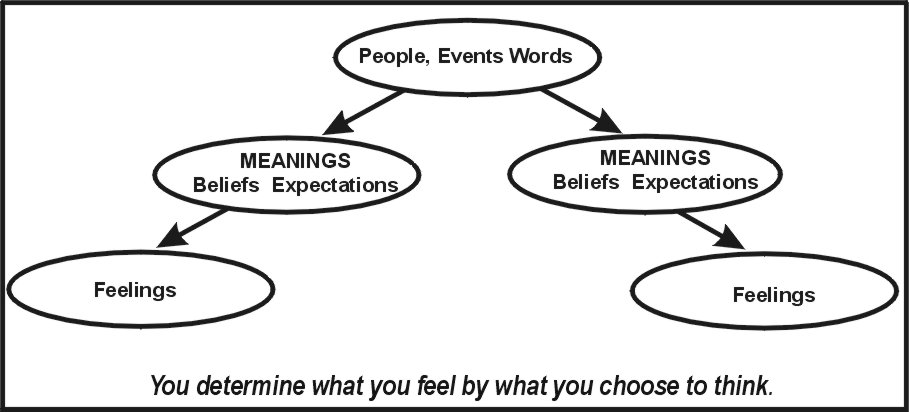 People, Events Words
MEANINGS
Beliefs Expectations
MEANINGS
Beliefs Expectations
Feelings
Feelings
You determine what you feel by what you choose to think.